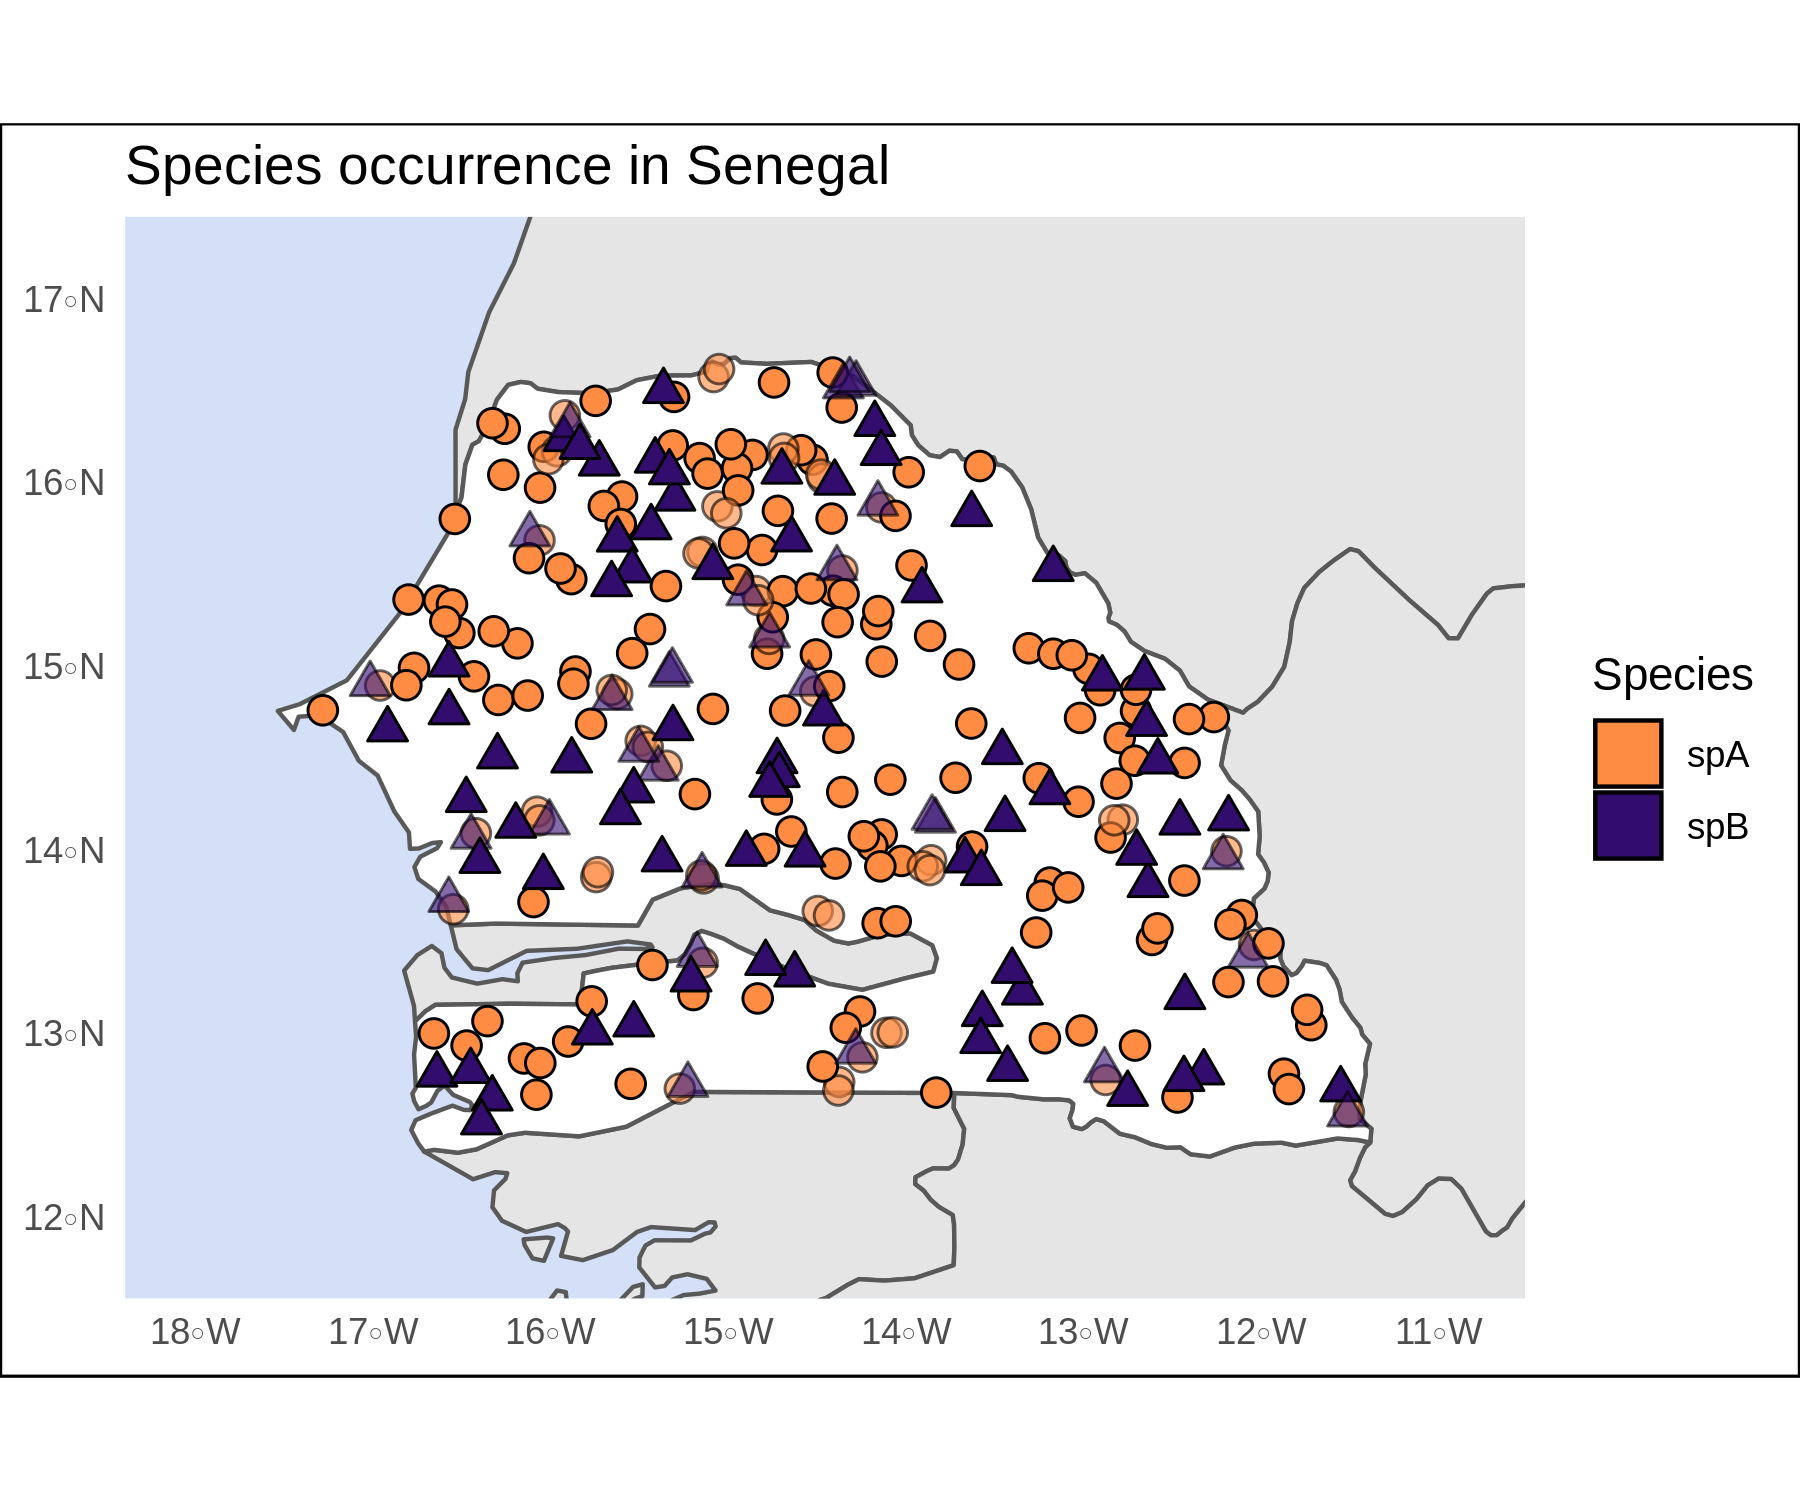 Species occurrence in Senegal
17◦N
16◦N
15◦N
14◦N
13◦N
12◦N
18◦W 17◦W 16◦W 15◦W 14◦W 13◦W 12◦W 11◦W
Species
spA
spB